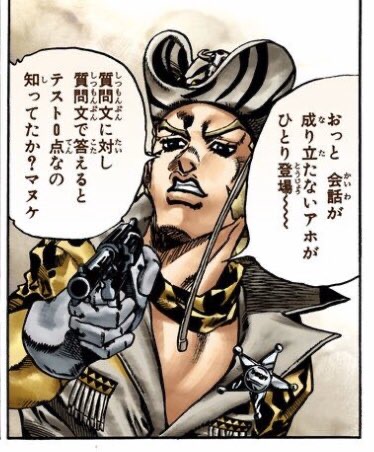 おっと 会話が
成り立たないアホが
ひとり登場〜〜〜
質問文に対し
質問文で答えると
テスト0点なの
知ってたか?マヌケ